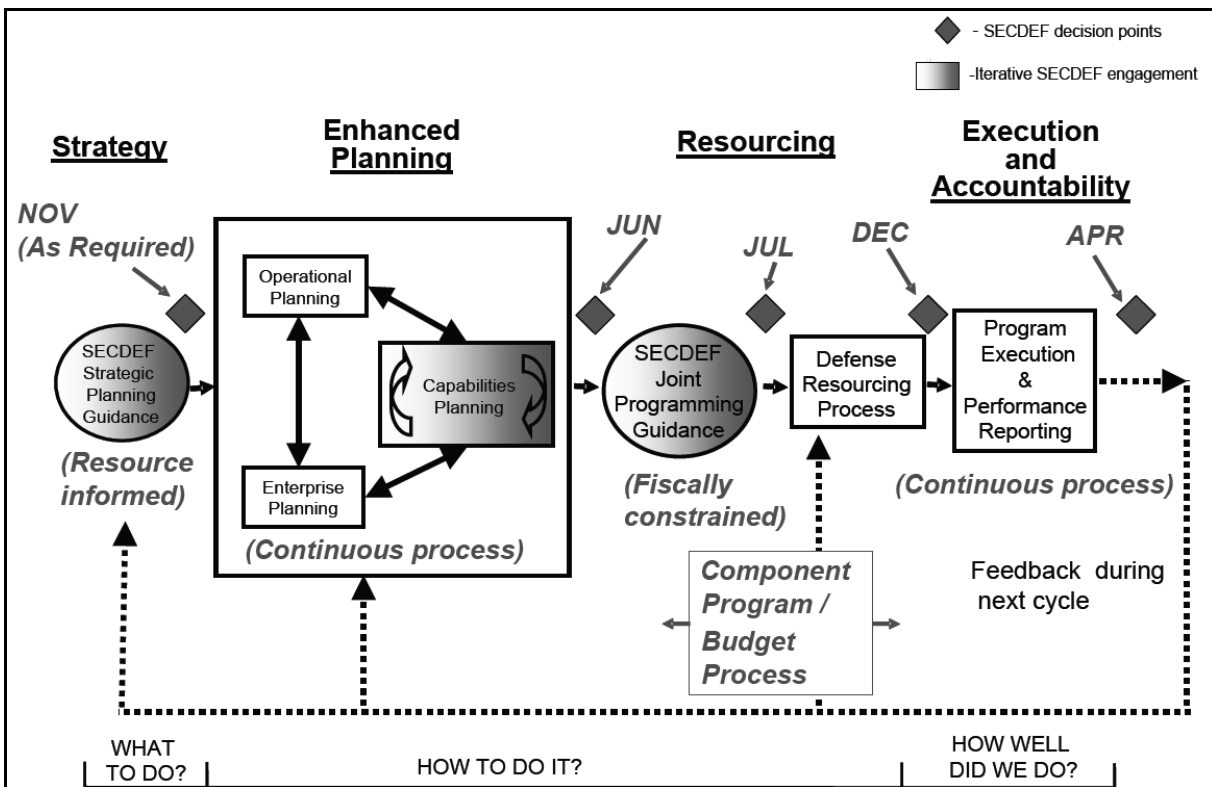 - SECDEF decision points
-Iterative SECDEF engagement
Strategy
Enhanced
Planning
Resourcing
Execution
and
Accountability
NOV
(As Required)
JUN
JUL
DEC
APR
SECDEF
Strategic
Planning
Guidance
(Resource
informed)
Operational
Planning
Capabilities
Planning
Enterprise
Planning
(Continuous process)
SECDEF
Joint
Programming
Guidance
(Fiscally
constrained)
Defense
Resourcing
Process
Program
Execution
&
Performance
Reporting
(Continuous process)
Component
Program /
Budget
Process
Feedback during
next cycle
WHAT
TO DO?
HOW TO DO IT?
HOW WELL
DID WE DO?